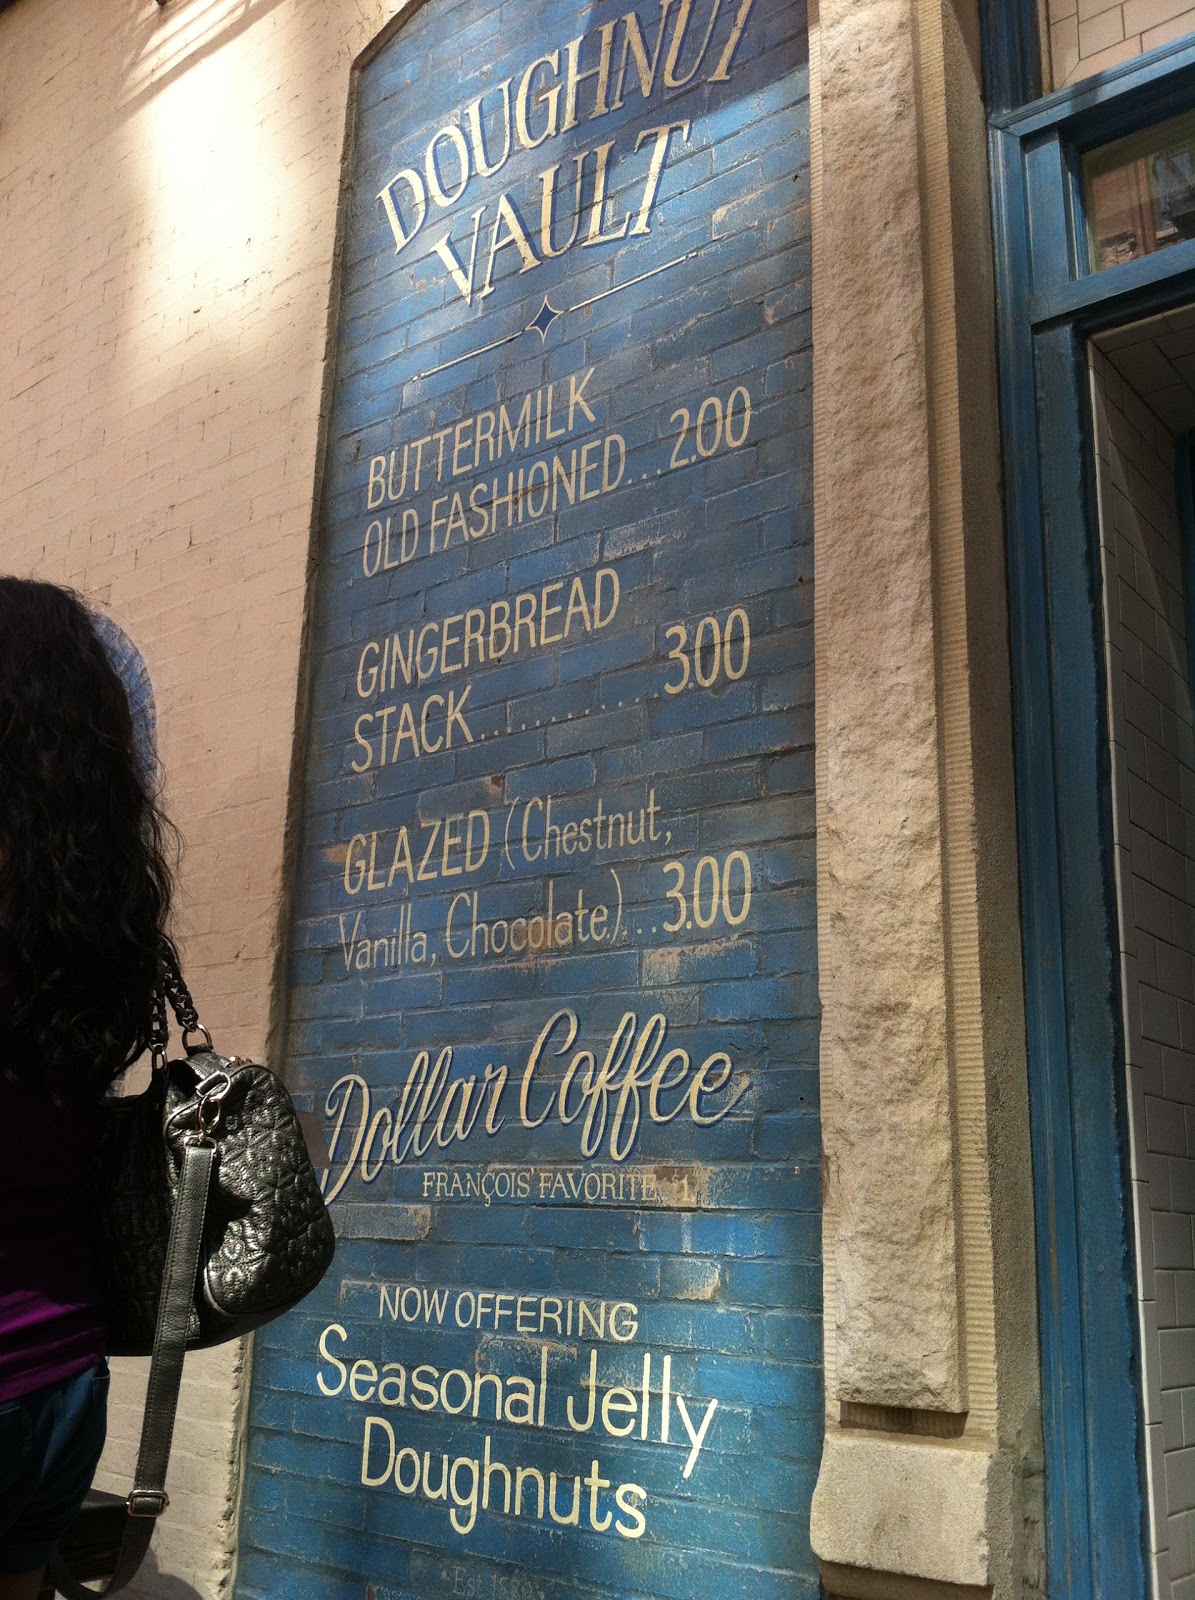 DOUGHNUT
VAULT
BUTTERMILK
OLD FASHIONED...2.00
GINGERBREAD
STACK...........3.00
GLAZED (Chestnut,
Vanilla, Chocolate)...3.00
Dollar Coffee
FRANÇOIS' FAVORITE 1
NOW OFFERING
Seasonal Jelly
Doughnuts
Est